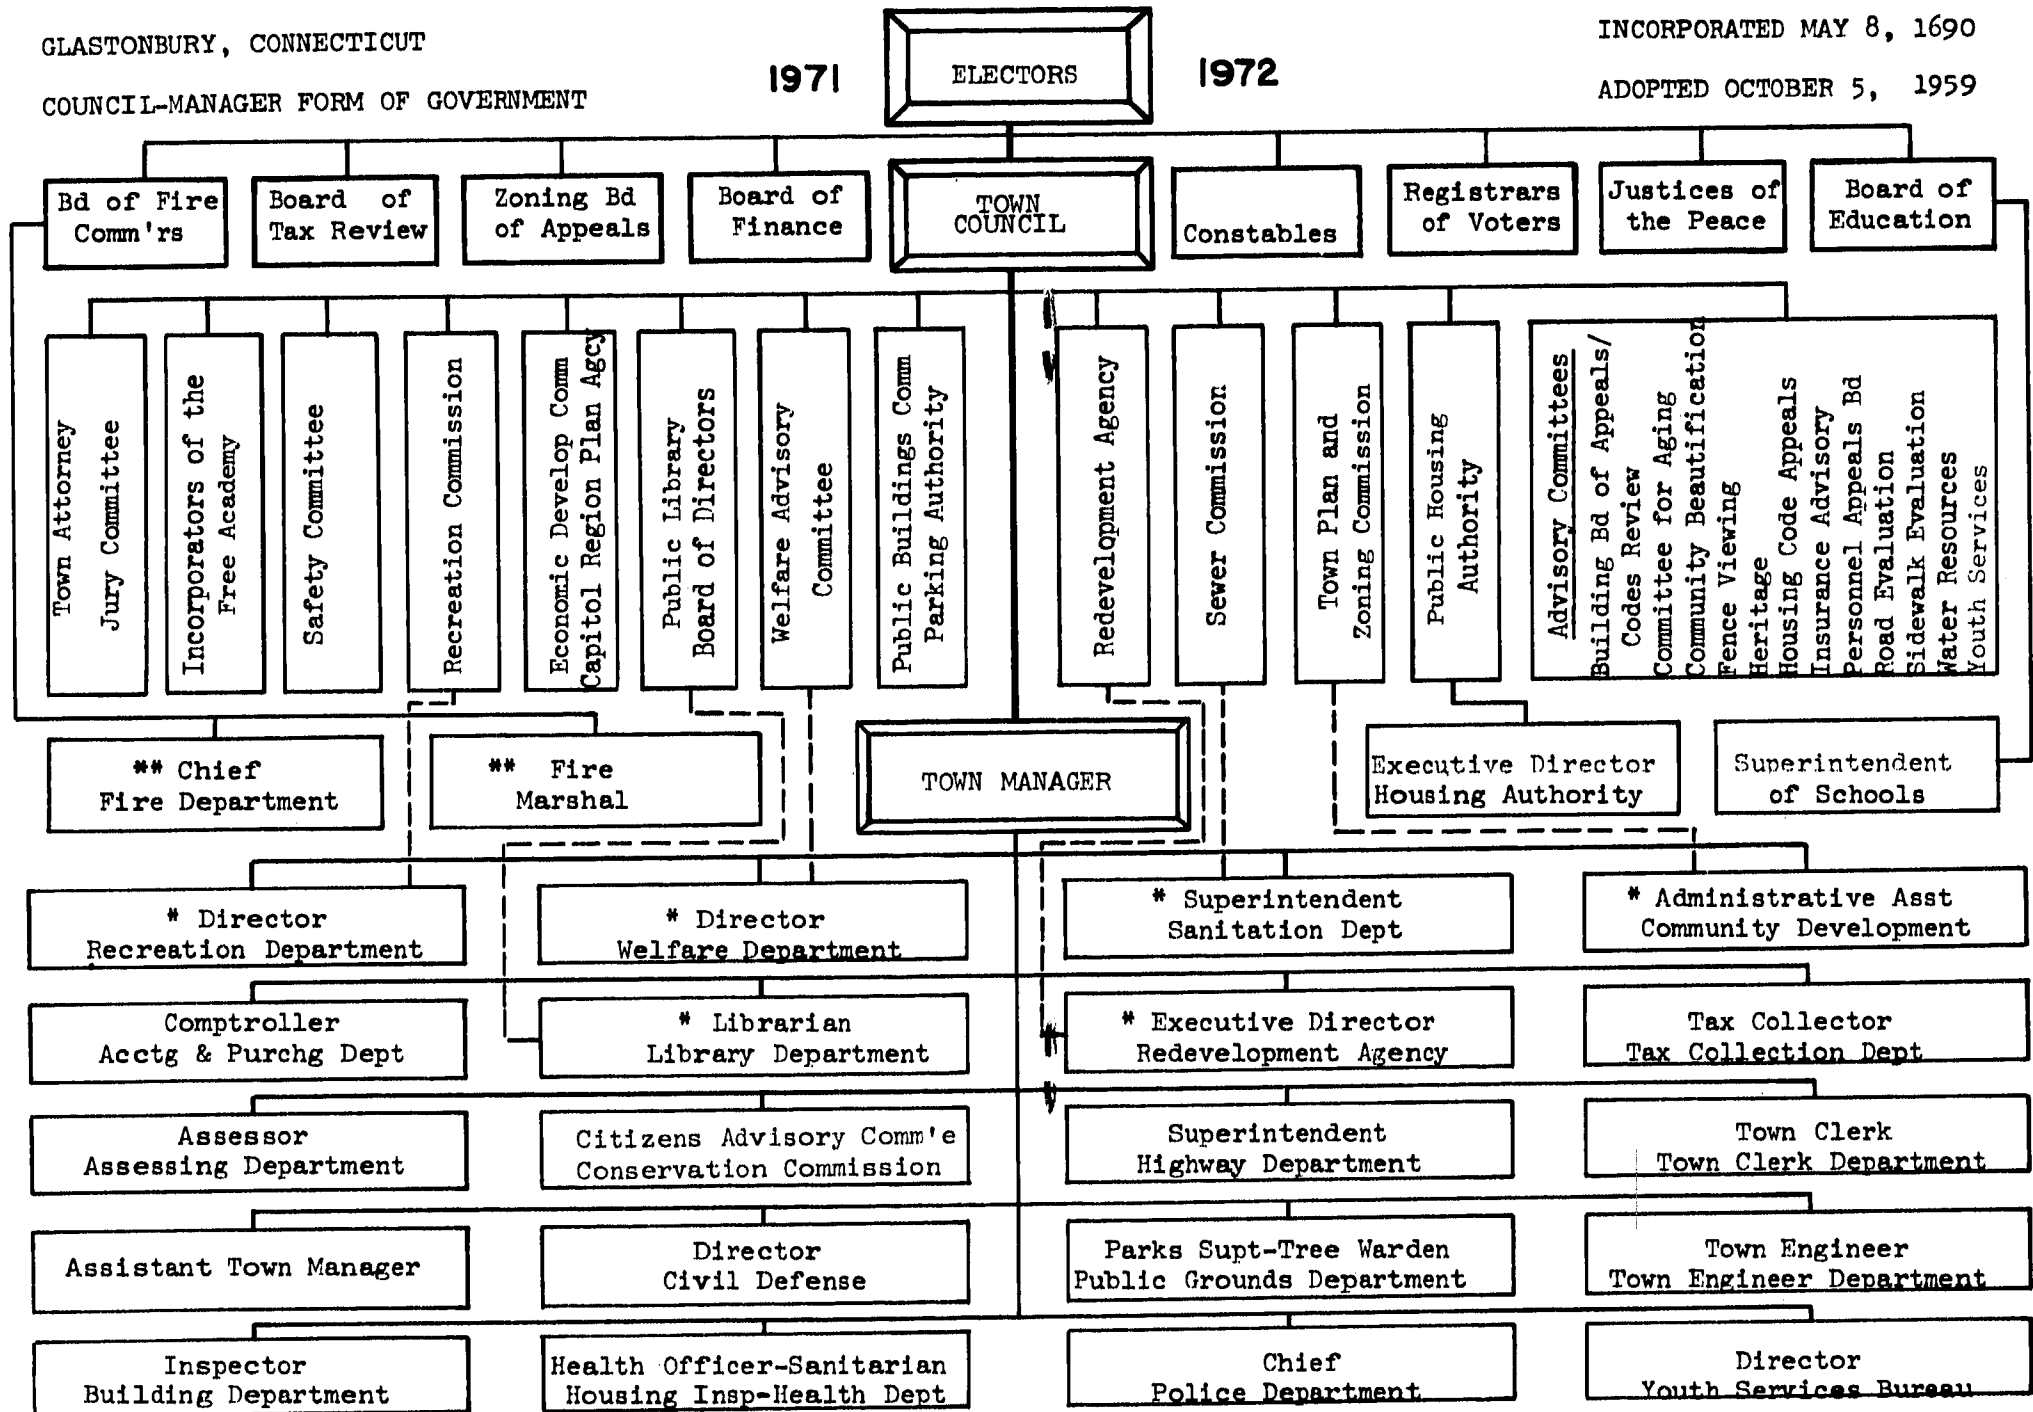 GLASTONBURY, CONNECTICUT
COUNCIL-MANAGER FORM OF GOVERNMENT
1971
ELECTORS
1972
INCORPORATED MAY 8, 1690
ADOPTED OCTOBER 5, 1959
Bd of Fire
Comm'rs
Board of
Tax Review
Zoning Bd
of Appeals
Board of
Finance
TOWN
COUNCIL
Constables
Registrars
of Voters
Justices of
the Peace
Board of
Education
Town Attorney
Jury Committee
Incorporators of the
Free Academy
Safety Committee
Recreation Commission
Economic Develop Comm
Capitol Region Plan Agcy
Public Library
Board of Directors
Welfare Advisory
Committee
Public Buildings Comm
Parking Authority
Redevelopment Agency
Sewer Commission
Town Plan and
Zoning Commission
Public Housing
Authority
Advisory Committees
Building Bd of Appeals/
Codes Review
Committee for Aging
Community Beautification
Fence Viewing
Heritage
Housing Code Appeals
Insurance Advisory
Personnel Appeals Bd
Road Evaluation
Sidewalk Evaluation
Water Resources
Youth Services
** Chief
Fire Department
** Fire
Marshal
TOWN MANAGER
Executive Director
Housing Authority
Superintendent
of Schools
* Director
Recreation Department
* Director
Welfare Department
* Superintendent
Sanitation Dept
* Administrative Asst
Community Development
Comptroller
Acctg & Purchg Dept
* Librarian
Library Department
* Executive Director
Redevelopment Agency
Tax Collector
Tax Collection Dept
Assessor
Assessing Department
Citizens Advisory Comm'e
Conservation Commission
Superintendent
Highway Department
Town Clerk
Town Clerk Department
Assistant Town Manager
Director
Civil Defense
Parks Supt-Tree Warden
Public Grounds Department
Town Engineer
Town Engineer Department
Inspector
Building Department
Health Officer-Sanitarian
Housing Insp-Health Dept
Chief
Police Department
Director
Youth Services Bureau